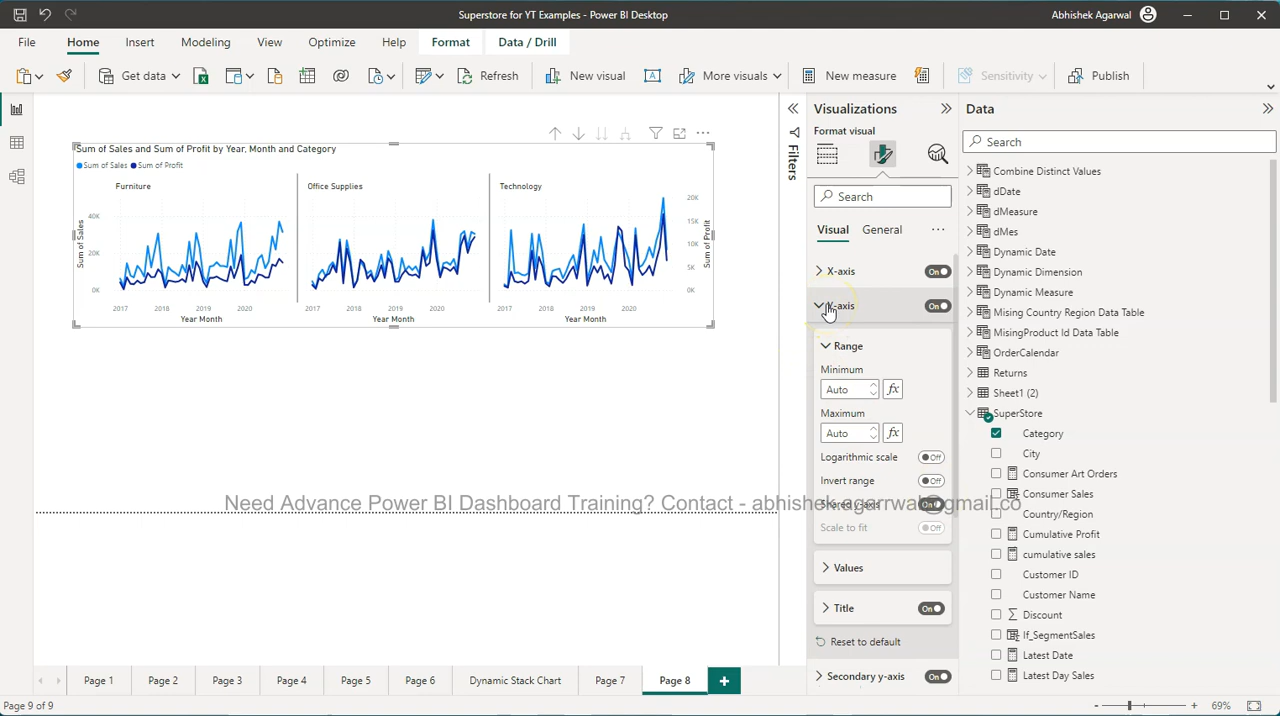 Superstore for YT Examples - Power BI Desktop
Abhishek Agarwal
File Home Insert Modeling View Optimize Help Format Data / Drill
Get data Refresh New visual More visuals New measure Sensitivity Publish
Visualizations
Data
Format visual
Search
Search
Filters
Visual General
X-axis On
Y-axis On
Range
Minimum
Auto fx
Maximum
Auto fx
Logarithmic scale Off
Invert range Off
Shared y-axis On
Scale to fit Off
Values
Title On
Reset to default
Secondary y-axis On
Sum of Sales and Sum of Profit by Year, Month and Category
Sum of Sales Sum of Profit
Furniture Office Supplies Technology
Sum of Sales
40K
20K
0K
20K
15K
10K
5K
0K
Sum of Profit
2017 2018 2019 2020 2017 2018 2019 2020 2017 2018 2019 2020
Year Month Year Month Year Month
Need Advance Power BI Dashboard Training? Contact - abhishek.agarrwal@gmail.co
Combine Distinct Values
dDate
dMeasure
dMes
Dynamic Date
Dynamic Dimension
Dynamic Measure
Mising Country Region Data Table
MisingProduct Id Data Table
OrderCalendar
Returns
Sheet1 (2)
SuperStore
Category
City
Consumer Art Orders
Consumer Sales
Country/Region
Cumulative Profit
cumulative sales
Customer ID
Customer Name
Discount
If_SegmentSales
Latest Date
Latest Day Sales
Page 1 Page 2 Page 3 Page 4 Page 5 Page 6 Dynamic Stack Chart Page 7 Page 8
Page 9 of 9
69%